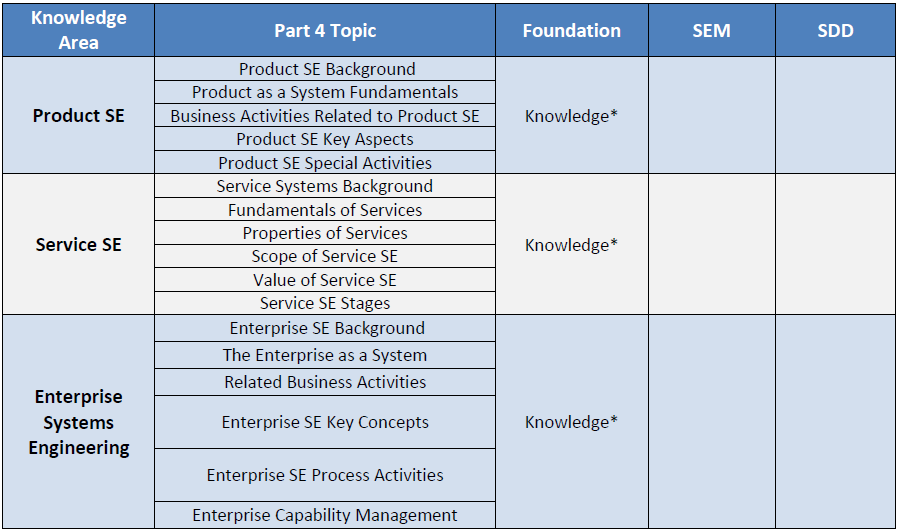 Knowledge Area
Part 4 Topic
Foundation
SEM
SDD
Product SE
Product SE Background
Product as a System Fundamentals
Business Activities Related to Product SE
Product SE Key Aspects
Product SE Special Activities
Knowledge*
Service SE
Service Systems Background
Fundamentals of Services
Properties of Services
Scope of Service SE
Value of Service SE
Service SE Stages
Knowledge*
Enterprise
Systems
Engineering
Enterprise SE Background
The Enterprise as a System
Related Business Activities
Enterprise SE Key Concepts
Enterprise SE Process Activities
Enterprise Capability Management
Knowledge*